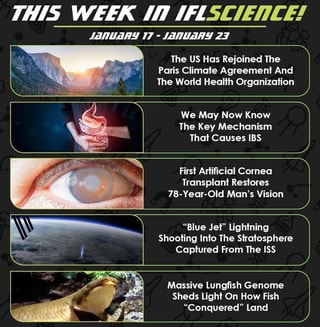 THIS WEEK IN IFLSCIENCE!
JANUARY 17 - JANUARY 23
The US Has Rejoined The
Paris Climate Agreement And
The World Health Organization
We May Now Know
The Key Mechanism
That Causes IBS
First Artificial Cornea
Transplant Restores
78-Year-Old Man's Vision
"Blue Jet" Lightning
Shooting Into The Stratosphere
Captured From The ISS
Massive Lungfish Genome
Sheds Light On How Fish
"Conquered" Land